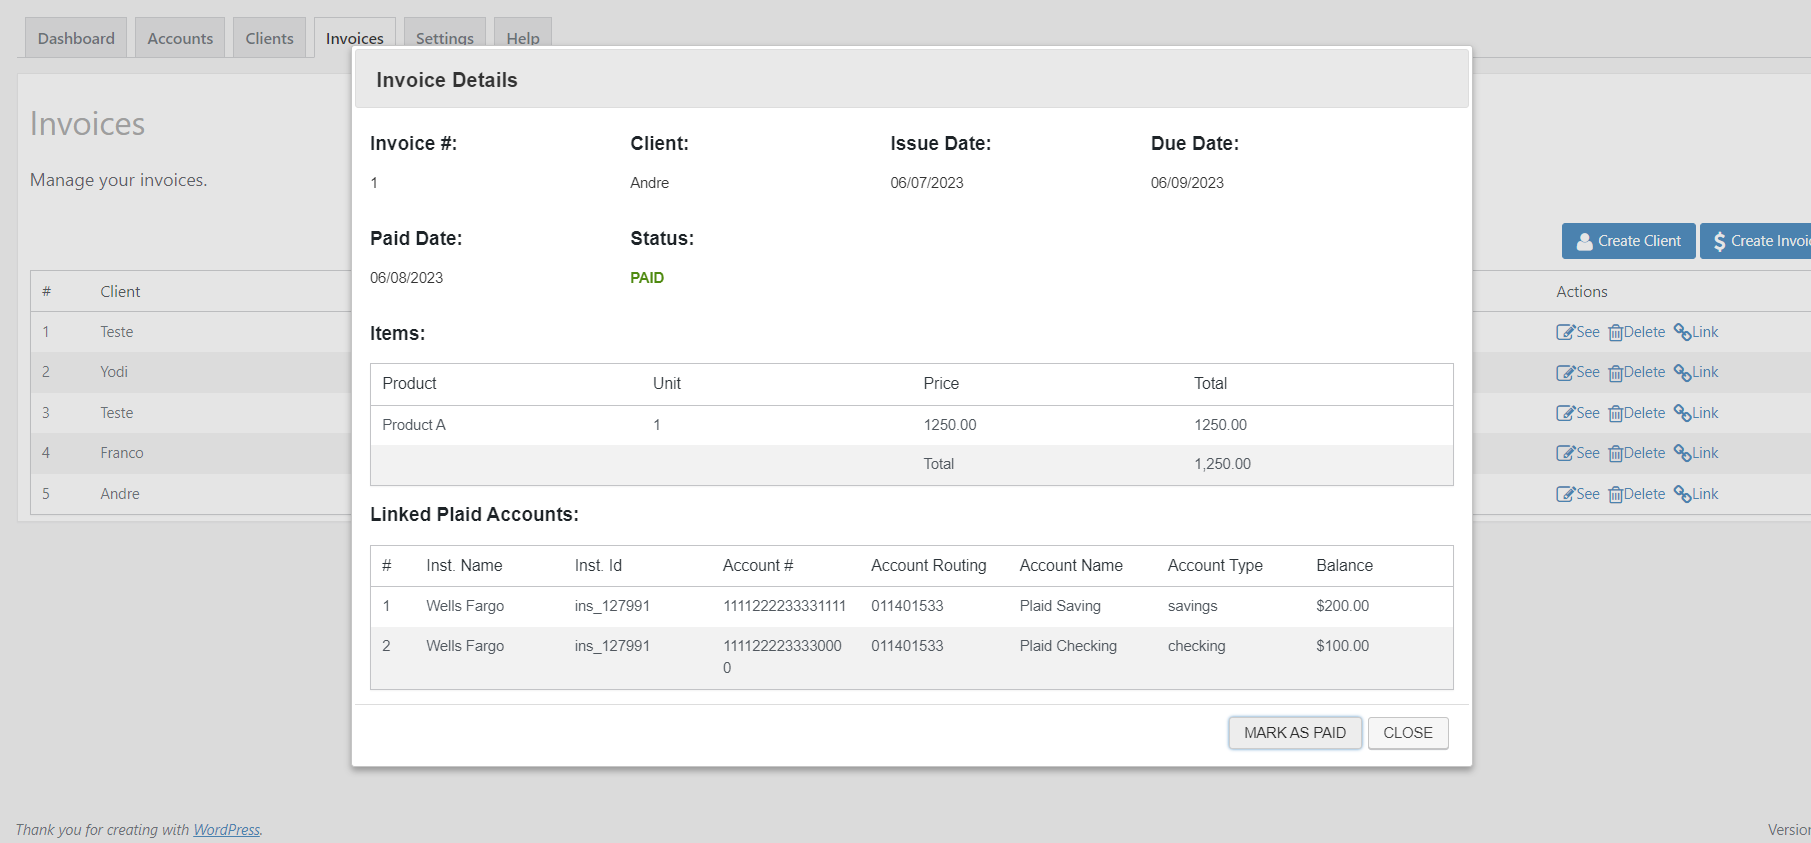 Dashboard Accounts Clients Invoices Settings Help
Invoice Details
Invoices
Manage your invoices.
Invoice #: Client: Issue Date: Due Date:
1 Andre 06/07/2023 06/09/2023
Paid Date: Status:
06/08/2023 PAID
Create Client Create Invoi
Items:
Product Unit Price Total
Product A 1 1250.00 1250.00
Total 1,250.00
# Client Actions
1 Teste See Delete Link
2 Yodi See Delete Link
3 Teste See Delete Link
4 Franco See Delete Link
5 Andre See Delete Link
Linked Plaid Accounts:
# Inst. Name Inst. Id Account # Account Routing Account Name Account Type Balance
1 Wells Fargo ins_127991 1111222233331111 011401533 Plaid Saving savings $200.00
2 Wells Fargo ins_127991 111122223333000 011401533 Plaid Checking checking $100.00
0
MARK AS PAID CLOSE
Thank you for creating with WordPress.
Version